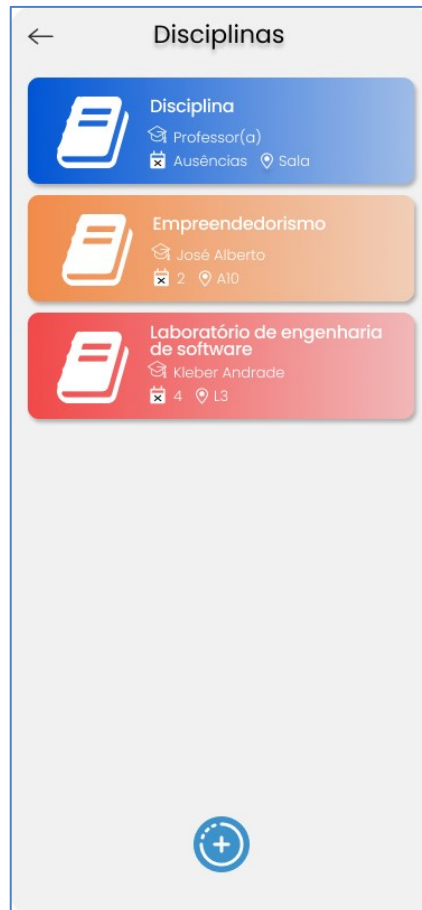 Disciplinas
Disciplina
Professor(a)
Ausências Sala
Empreendedorismo
José Alberto
2 A10
Laboratório de engenharia
de software
Kleber Andrade
4 L3